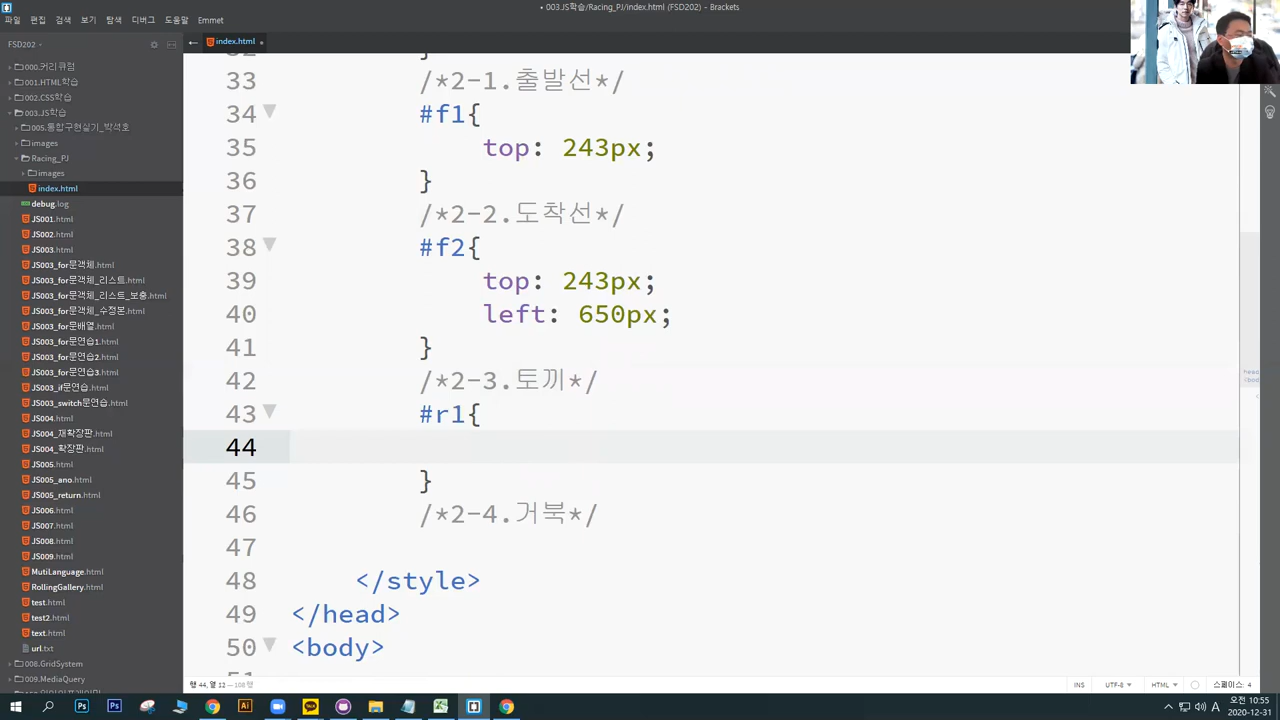 • 003.JS학습/Racing_PJ/index.html (FSD202) - Brackets
파일 편집 검색 보기 탐색 디버그 도움말 Emmet
FSD202
index.html •
000.커리큐럼
001.HTML학습
002.CSS학습
003.JS학습
005.통합구현실기_박석호
images
Racing_PJ
images
index.html
debug.log
JS001.html
JS002.html
JS003.html
JS003_for문객체.html
JS003_for문객체_리스트.html
JS003_for문객체_리스트_보충.html
JS003_for문객체_수정본.html
JS003_for문배열.html
JS003_for문연습1.html
JS003_for문연습2.html
JS003_for문연습3.html
JS003_if문연습.html
JS003_switch문연습.html
JS004.html
JS004_재확장판.html
JS004_확장판.html
JS005.html
JS005_ano.html
JS005_return.html
JS006.html
JS007.html
JS008.html
JS009.html
MutiLanguage.html
RollingGallery.html
test.html
test2.html
text.html
url.txt
008.GridSystem
009.MediaQuery
33 /*2-1.출발선*/
34 #f1{
35 top: 243px;
36 }
37 /*2-2.도착선*/
38 #f2{
39 top: 243px;
40 left: 650px;
41 }
42 /*2-3.토끼*/
43 #r1{
44
45 }
46 /*2-4.거북*/
47
48 </style>
49 </head>
50 <body>
행 44, 열 12 — 108 행
INS UTF-8 HTML 스페이스: 4
오전 10:55
2020-12-31